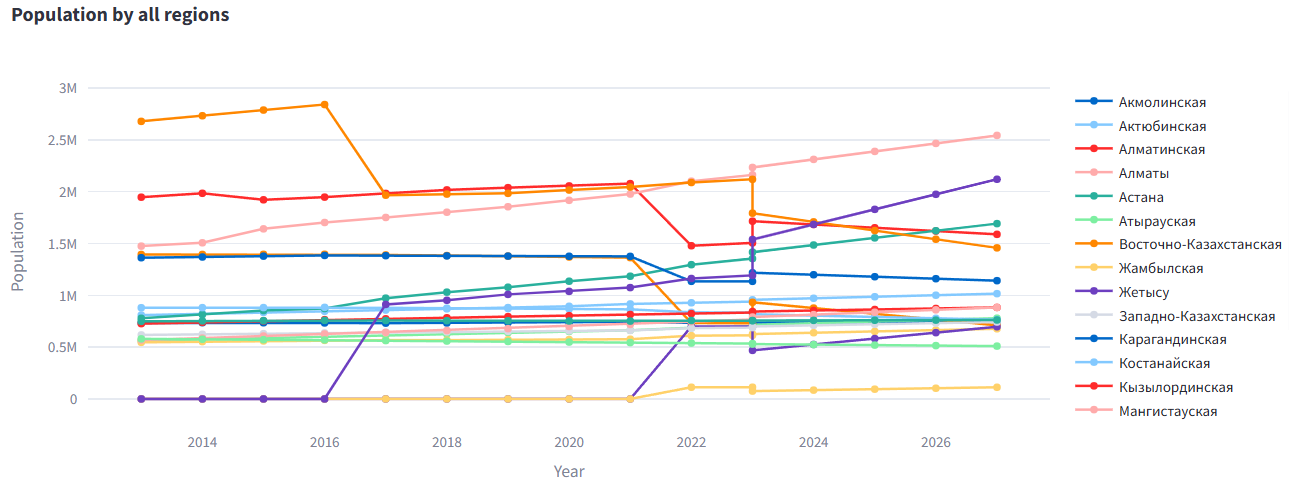 Population by all regions
3M
2.5M
2M
1.5M
1M
0.5M
0
Population
2014 2016 2018 2020 2022 2024 2026
Year
Акмолинская
Актюбинская
Алматинская
Алматы
Астана
Атырауская
Восточно-Казахстанская
Жамбылская
Жетысу
Западно-Казахстанская
Карагандинская
Костанайская
Кызылординская
Мангистауская